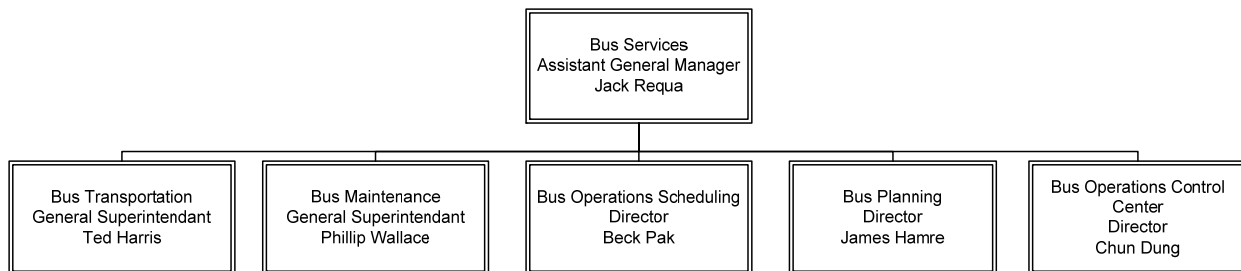 Bus Services
Assistant General Manager
Jack Requa
Bus Transportation
General Superintendant
Ted Harris
Bus Maintenance
General Superintendant
Phillip Wallace
Bus Operations Scheduling
Director
Beck Pak
Bus Planning
Director
James Hamre
Bus Operations Control
Center
Director
Chun Dung